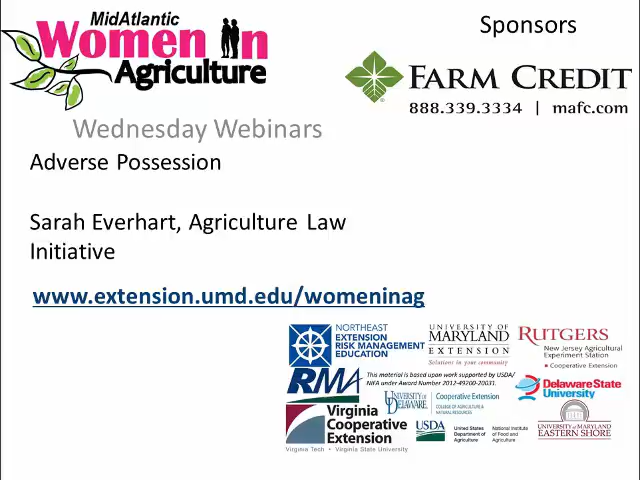 MidAtlantic
Women In
Agriculture
Sponsors
FARM CREDIT
888.339.3334 | mafc.com
Wednesday Webinars
Adverse Possession
Sarah Everhart, Agriculture Law
Initiative
www.extension.umd.edu/womeninag
NORTHEAST
EXTENSION
RISK MANAGEMENT
EDUCATION
UNIVERSITY OF
MARYLAND
EXTENSION
Solutions in your community
RUTGERS
New Jersey Agricultural
Experiment Station
Cooperative Extension
RMA
This material is based upon work supported by USDA/
NIFA under Award Number 2012-49200-20031.
UNIVERSITY OF
DELAWARE
Cooperative Extension
COLLEGE OF AGRICULTURE &
NATURAL RESOURCES
Delaware State
University
Virginia
Cooperative
Extension
Virginia Tech • Virginia State University
USDA
United States
Department of
Agriculture
National Institute
of Food and
Agriculture
UNIVERSITY of MARYLAND
EASTERN SHORE